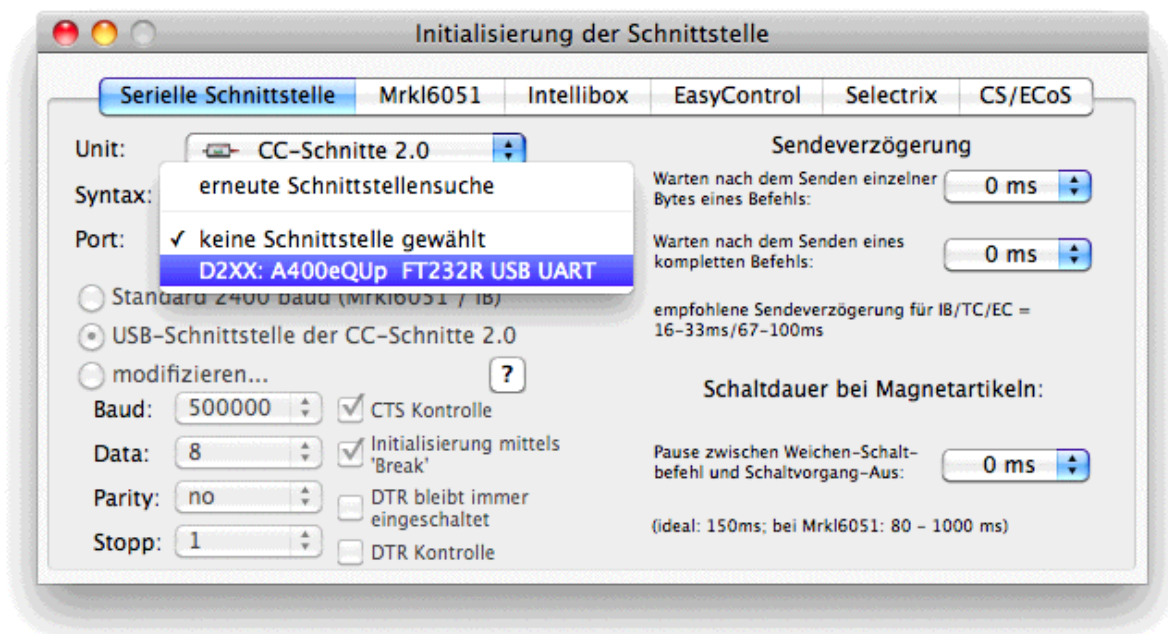 Initialisierung der Schnittstelle
Serielle Schnittstelle Mrkl6051 Intellibox EasyControl Selectrix CS/ECoS
Unit: CC-Schnitte 2.0
Syntax:
erneute Schnittstellensuche
Port:
✓ keine Schnittstelle gewählt
D2XX: A400eQUp FT232R USB UART
Standard 2400 baud (Mrkl6051 / IB)
USB-Schnittstelle der CC-Schnitte 2.0
modifizieren... ?
Baud: 500000
CTS Kontrolle
Data: 8
Initialisierung mittels
'Break'
Parity: no
DTR bleibt immer
eingeschaltet
Stopp: 1
DTR Kontrolle
Sendeverzögerung
Warten nach dem Senden einzelner
Bytes eines Befehls:
0 ms
Warten nach dem Senden eines
kompletten Befehls:
0 ms
empfohlene Sendeverzögerung für IB/TC/EC =
16-33ms/67-100ms
Schaltdauer bei Magnetartikeln:
Pause zwischen Weichen-Schalt-
befehl und Schaltvorgang-Aus:
0 ms
(ideal: 150ms; bei Mrkl6051: 80 - 1000 ms)